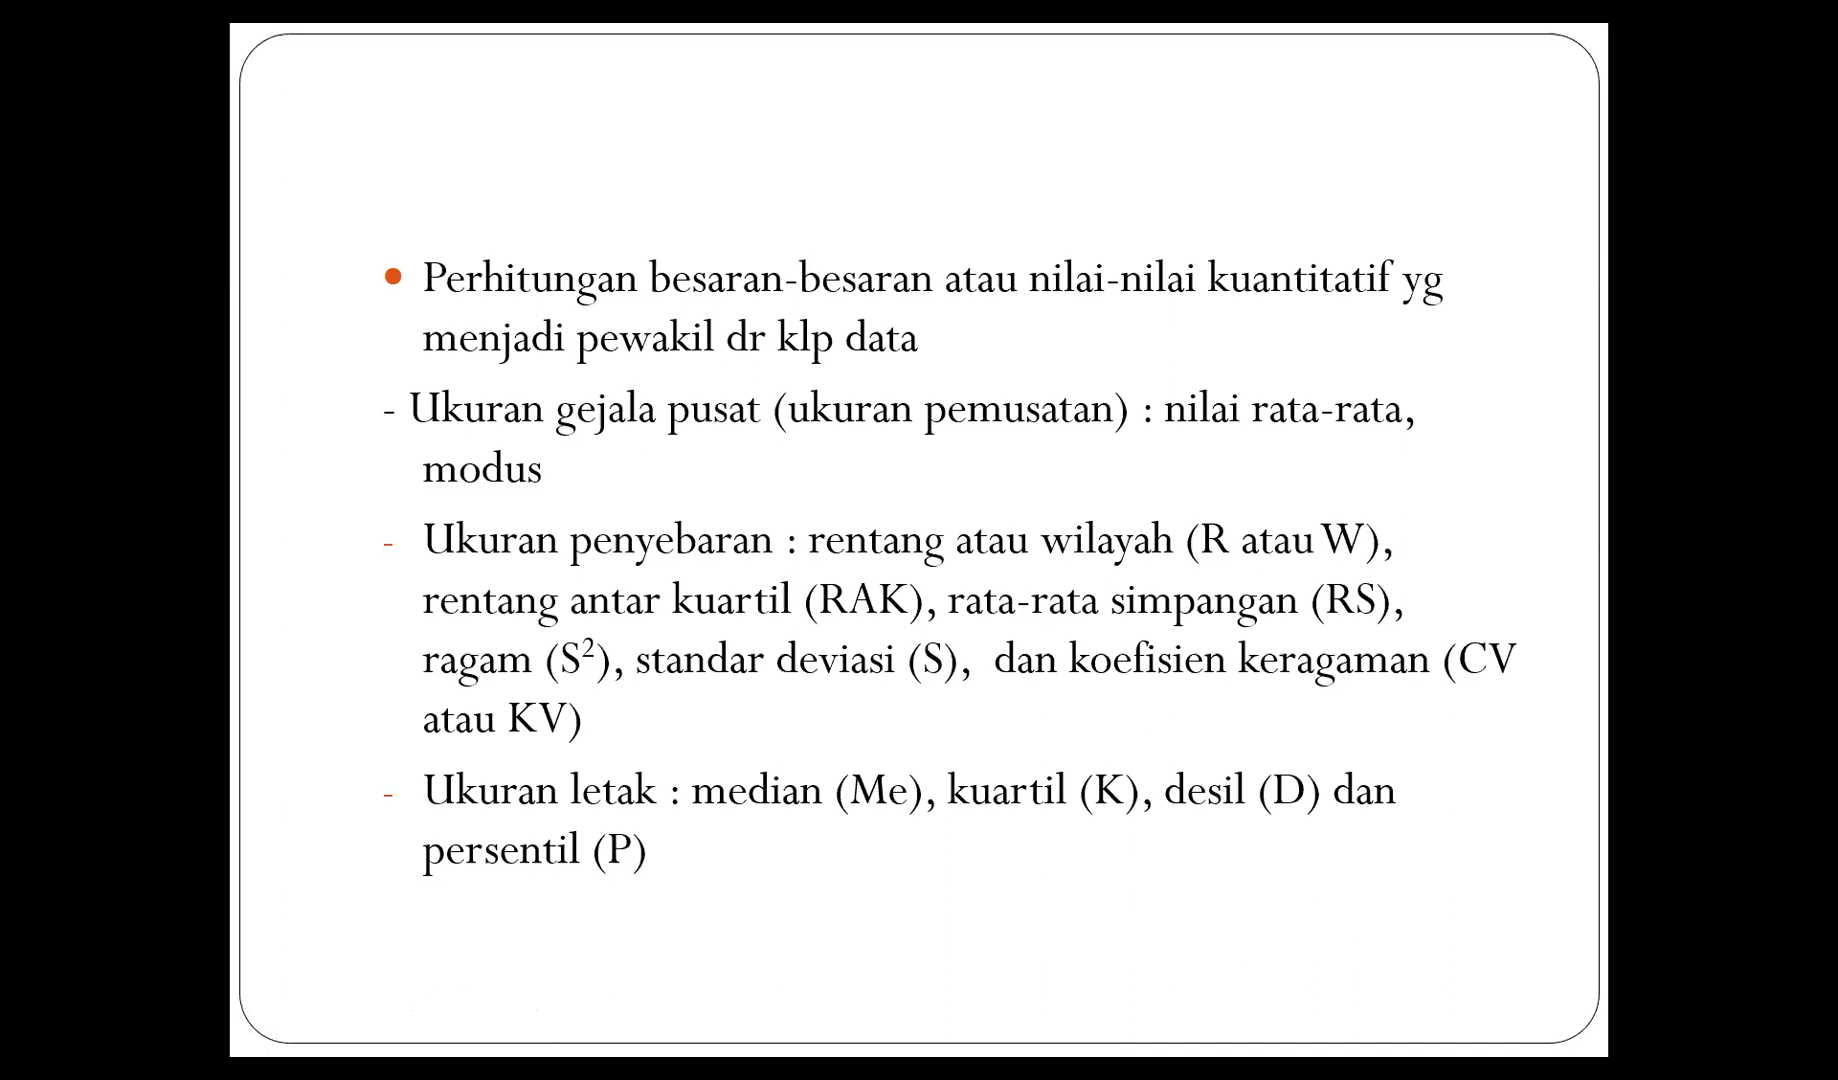 • Perhitungan besaran-besaran atau nilai-nilai kuantitatif yg
menjadi pewakil dr klp data
- Ukuran gejala pusat (ukuran pemusatan) : nilai rata-rata,
modus
- Ukuran penyebaran : rentang atau wilayah (R atau W),
rentang antar kuartil (RAK), rata-rata simpangan (RS),
ragam (S²), standar deviasi (S), dan koefisien keragaman (CV
atau KV)
- Ukuran letak : median (Me), kuartil (K), desil (D) dan
persentil (P)